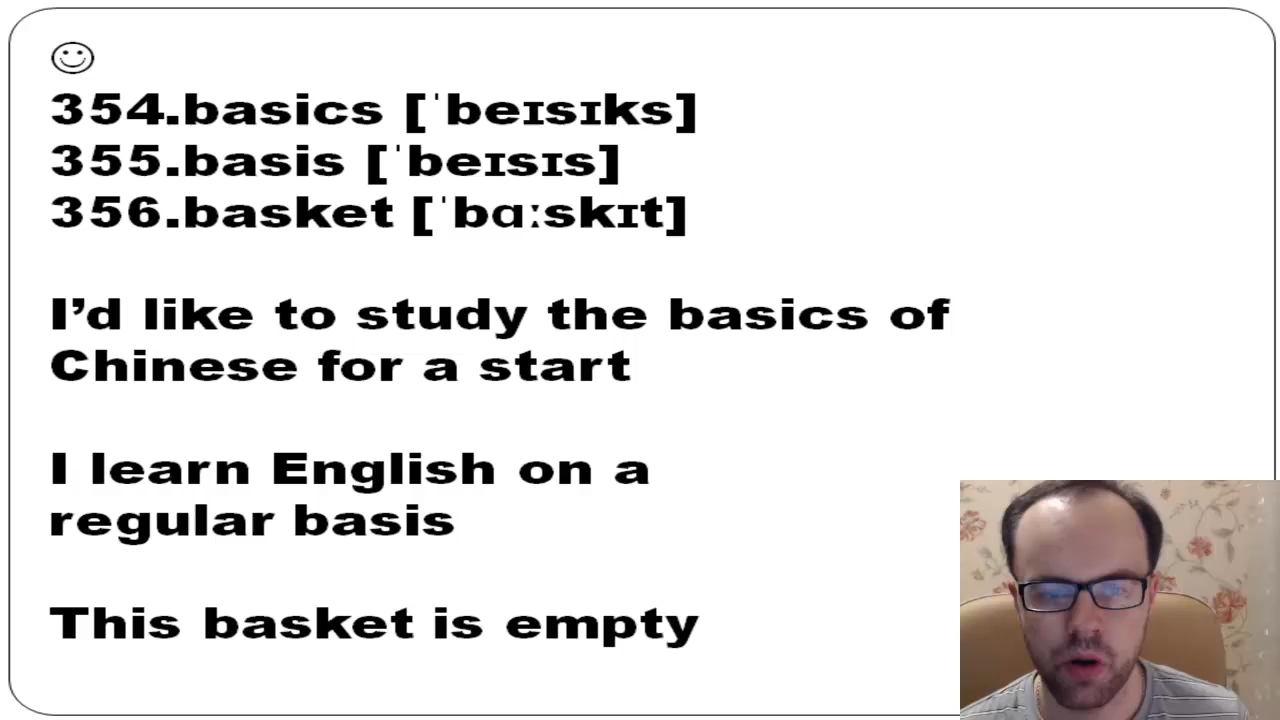 354.basics [ˈbeɪsɪks]
355.basis [ˈbeɪsɪs]
356.basket [ˈbɑːskɪt]
I’d like to study the basics of
Chinese for a start
I learn English on a
regular basis
This basket is empty